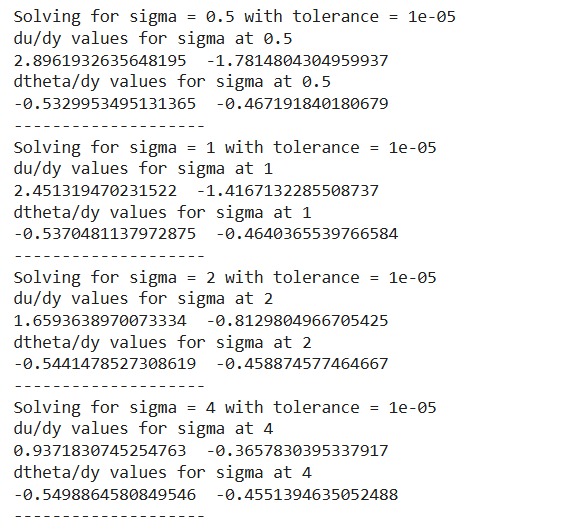 Solving for sigma = 0.5 with tolerance = 1e-05
du/dy values for sigma at 0.5
2.8961932635648195  -1.7814804304959937
dtheta/dy values for sigma at 0.5
-0.5329953495131365  -0.467191840180679
--------------------
Solving for sigma = 1 with tolerance = 1e-05
du/dy values for sigma at 1
2.451319470231522  -1.4167132285508737
dtheta/dy values for sigma at 1
-0.5370481137972875  -0.4640365539766584
--------------------
Solving for sigma = 2 with tolerance = 1e-05
du/dy values for sigma at 2
1.6593638970073334  -0.8129804966705425
dtheta/dy values for sigma at 2
-0.5441478527308619  -0.458874577464667
--------------------
Solving for sigma = 4 with tolerance = 1e-05
du/dy values for sigma at 4
0.9371830745254763  -0.3657830395337917
dtheta/dy values for sigma at 4
-0.5498864580849546  -0.4551394635052488
--------------------